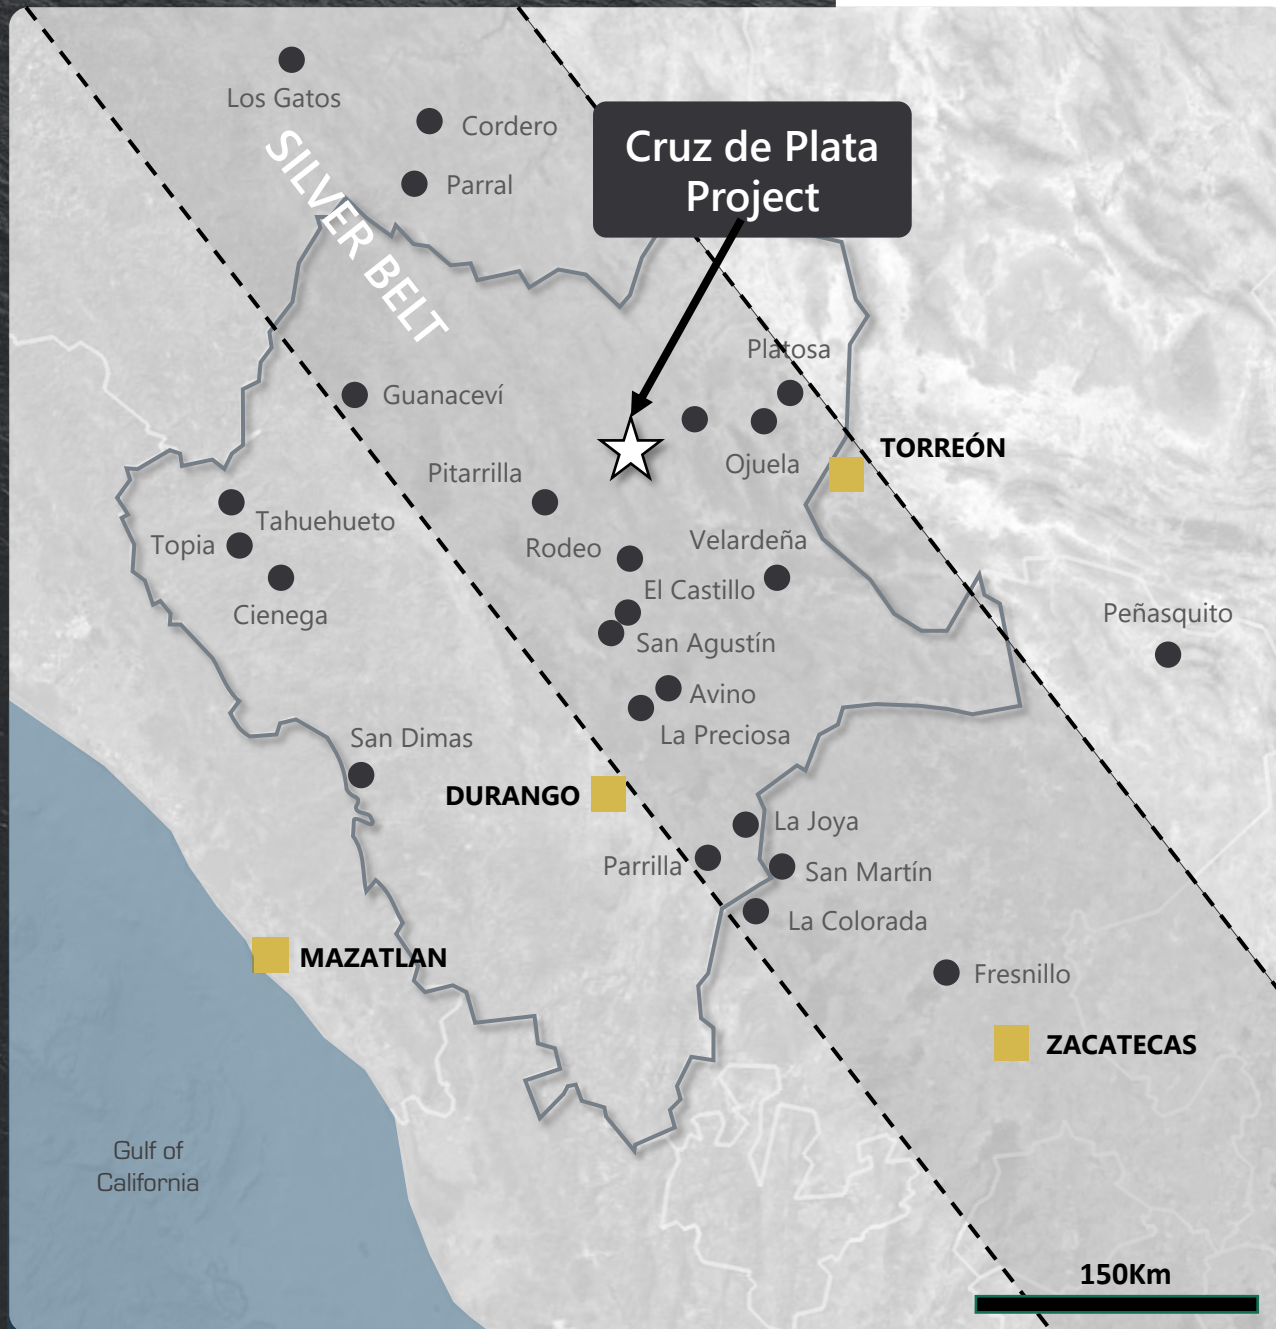 Los Gatos
Cordero
Parral
SILVER BELT
Cruz de Plata
Project
Platosa
Guanaceví
Ojuela
TORREÓN
Pitarrilla
Tahuehueto
Topia
Rodeo
Velardeña
El Castillo
Cienega
Peñasquito
San Agustín
Avino
La Preciosa
San Dimas
DURANGO
La Joya
Parrilla
San Martín
La Colorada
MAZATLAN
Fresnillo
ZACATECAS
Gulf of
California
150Km